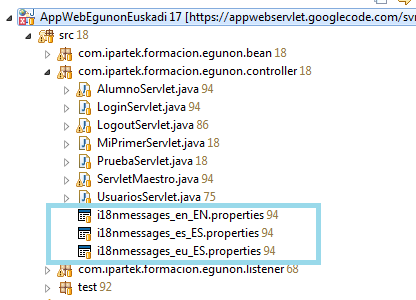 AppWebEgunonEuskadi 17 [https://appwebservlet.googlecode.com/sv
src 18
com.ipartek.formacion.egunon.bean 18
com.ipartek.formacion.egunon.controller 18
AlumnoServlet.java 94
LoginServlet.java 94
LogoutServlet.java 86
MiPrimerServlet.java 18
PruebaServlet.java 18
ServletMaestro.java 94
UsuariosServlet.java 75
i18nmessages_en_EN.properties 94
i18nmessages_es_ES.properties 94
i18nmessages_eu_ES.properties 94
com.ipartek.formacion.egunon.listener 68
test 92